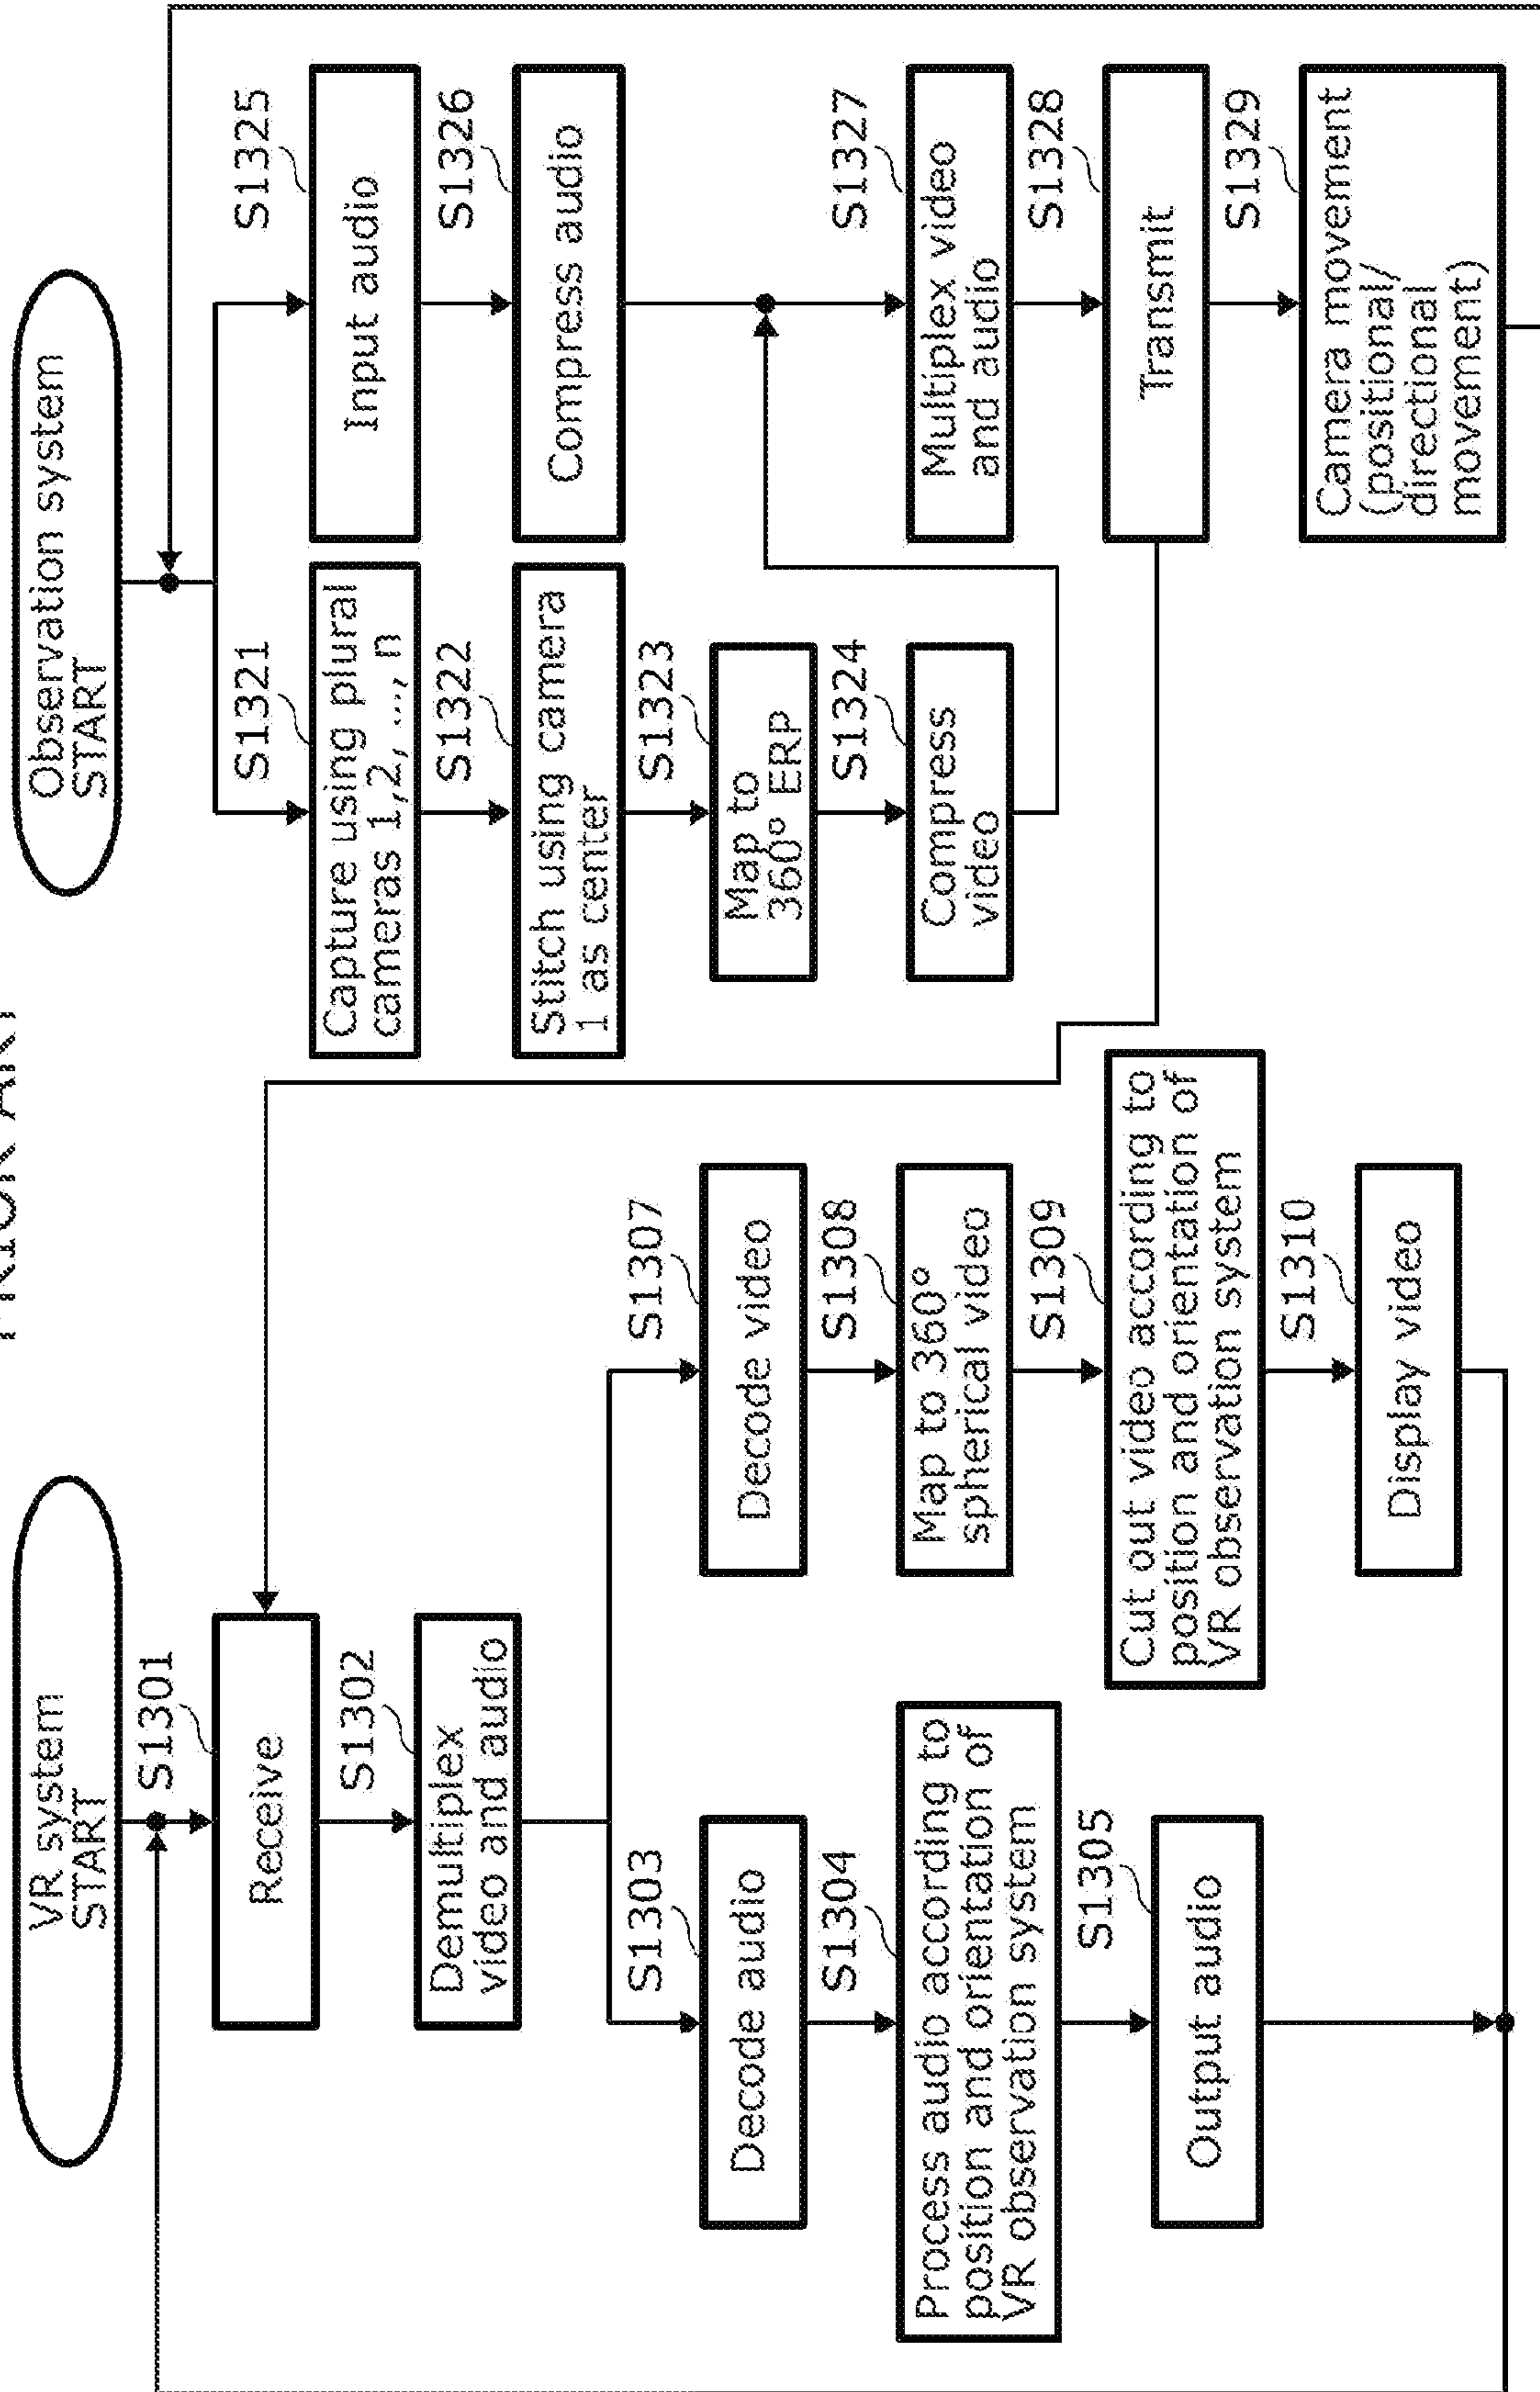 PRIOR ART
VR system
START
S1301
Receive
S1302
Demultiplex
video and audio
S1303
Decode audio
S1304
Process audio according to
position and orientation of
VR observation system
S1305
Output audio
S1307
Decode video
S1308
Map to 360°
spherical video
S1309
Cut out video according to
position and orientation of
VR observation system
S1310
Display video
Observation system
START
S1321
Capture using plural
cameras 1,2, ..., n
S1322
Stitch using camera
1 as center
S1323
Map to
360° ERP
S1324
Compress
video
S1325
Input audio
S1326
Compress audio
S1327
Multiplex video
and audio
S1328
Transmit
S1329
Camera movement
(positional/
directional
movement)